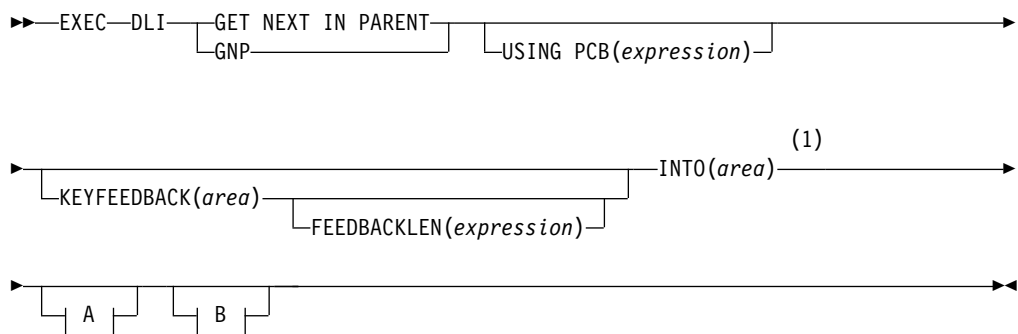 EXEC DLI GET NEXT IN PARENT
GNP
USING PCB(expression)
(1)
INTO(area)
KEYFEEDBACK(area)
FEEDBACKLEN(expression)
A B